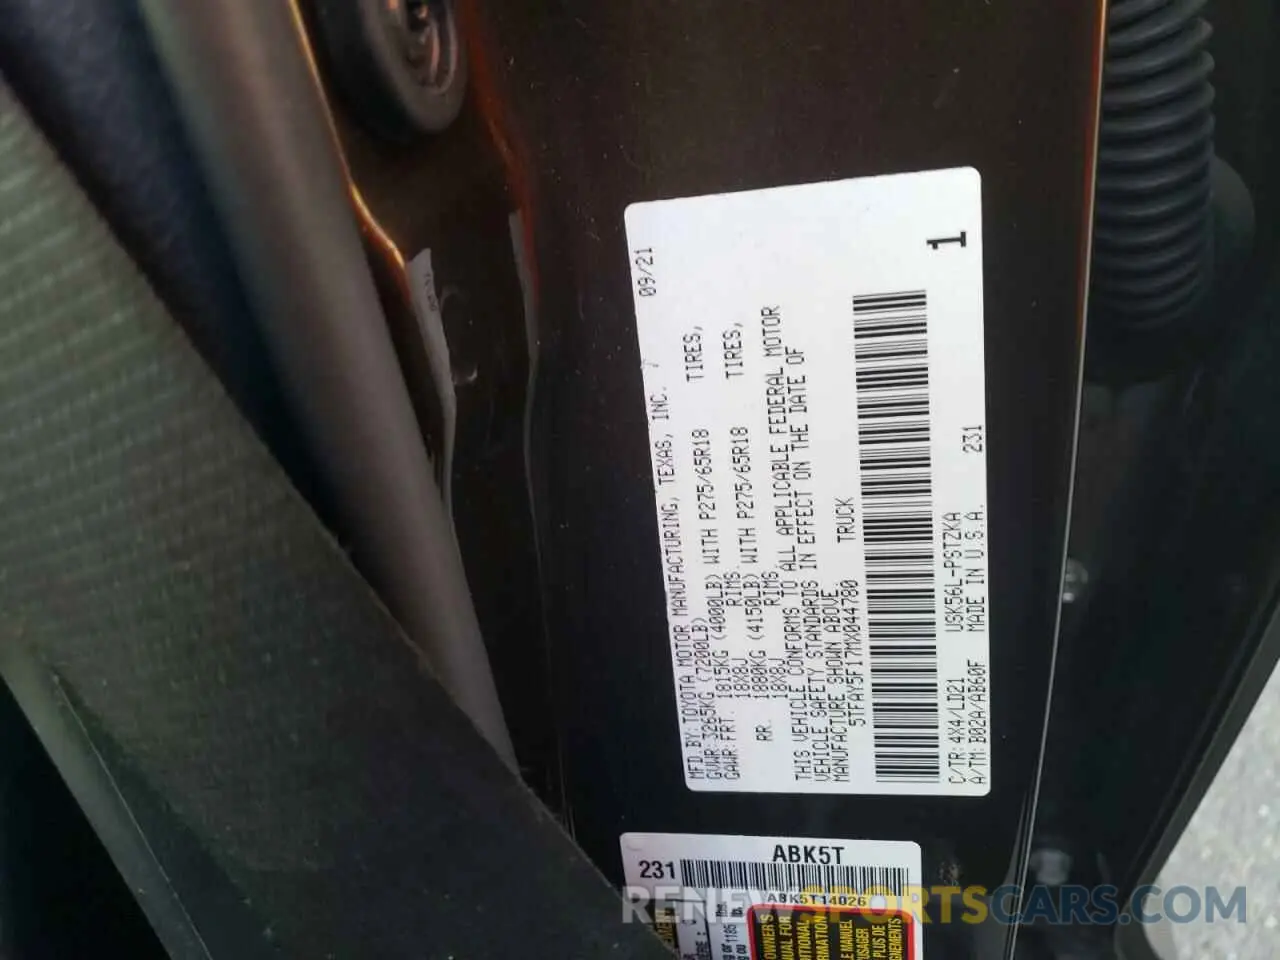 MFD.BY:TOYOTA MOTOR MANUFACTURING, TEXAS, INC. 09/21
GVWR:3265KG (7200LB)
GAWR:FRT. 1815KG (4000LB) WITH P275/65R18 TIRES,
18X8J RIMS.
RR. 1880KG (4150LB) WITH P275/65R18 TIRES,
18X8J RIMS.
THIS VEHICLE CONFORMS TO ALL APPLICABLE FEDERAL MOTOR
VEHICLE SAFETY STANDARDS IN EFFECT ON THE DATE OF
MANUFACTURE SHOWN ABOVE.
5TFAY5F17MX044780 TRUCK
1
C/TR:4X4/LD21 USK56L-PSTZKA
A/TM:B02A/AB60F MADE IN U.S.A. 231
ABK5T
231
ABK5T14026
RENEWSPORTSCARS.COM
OWNER'S